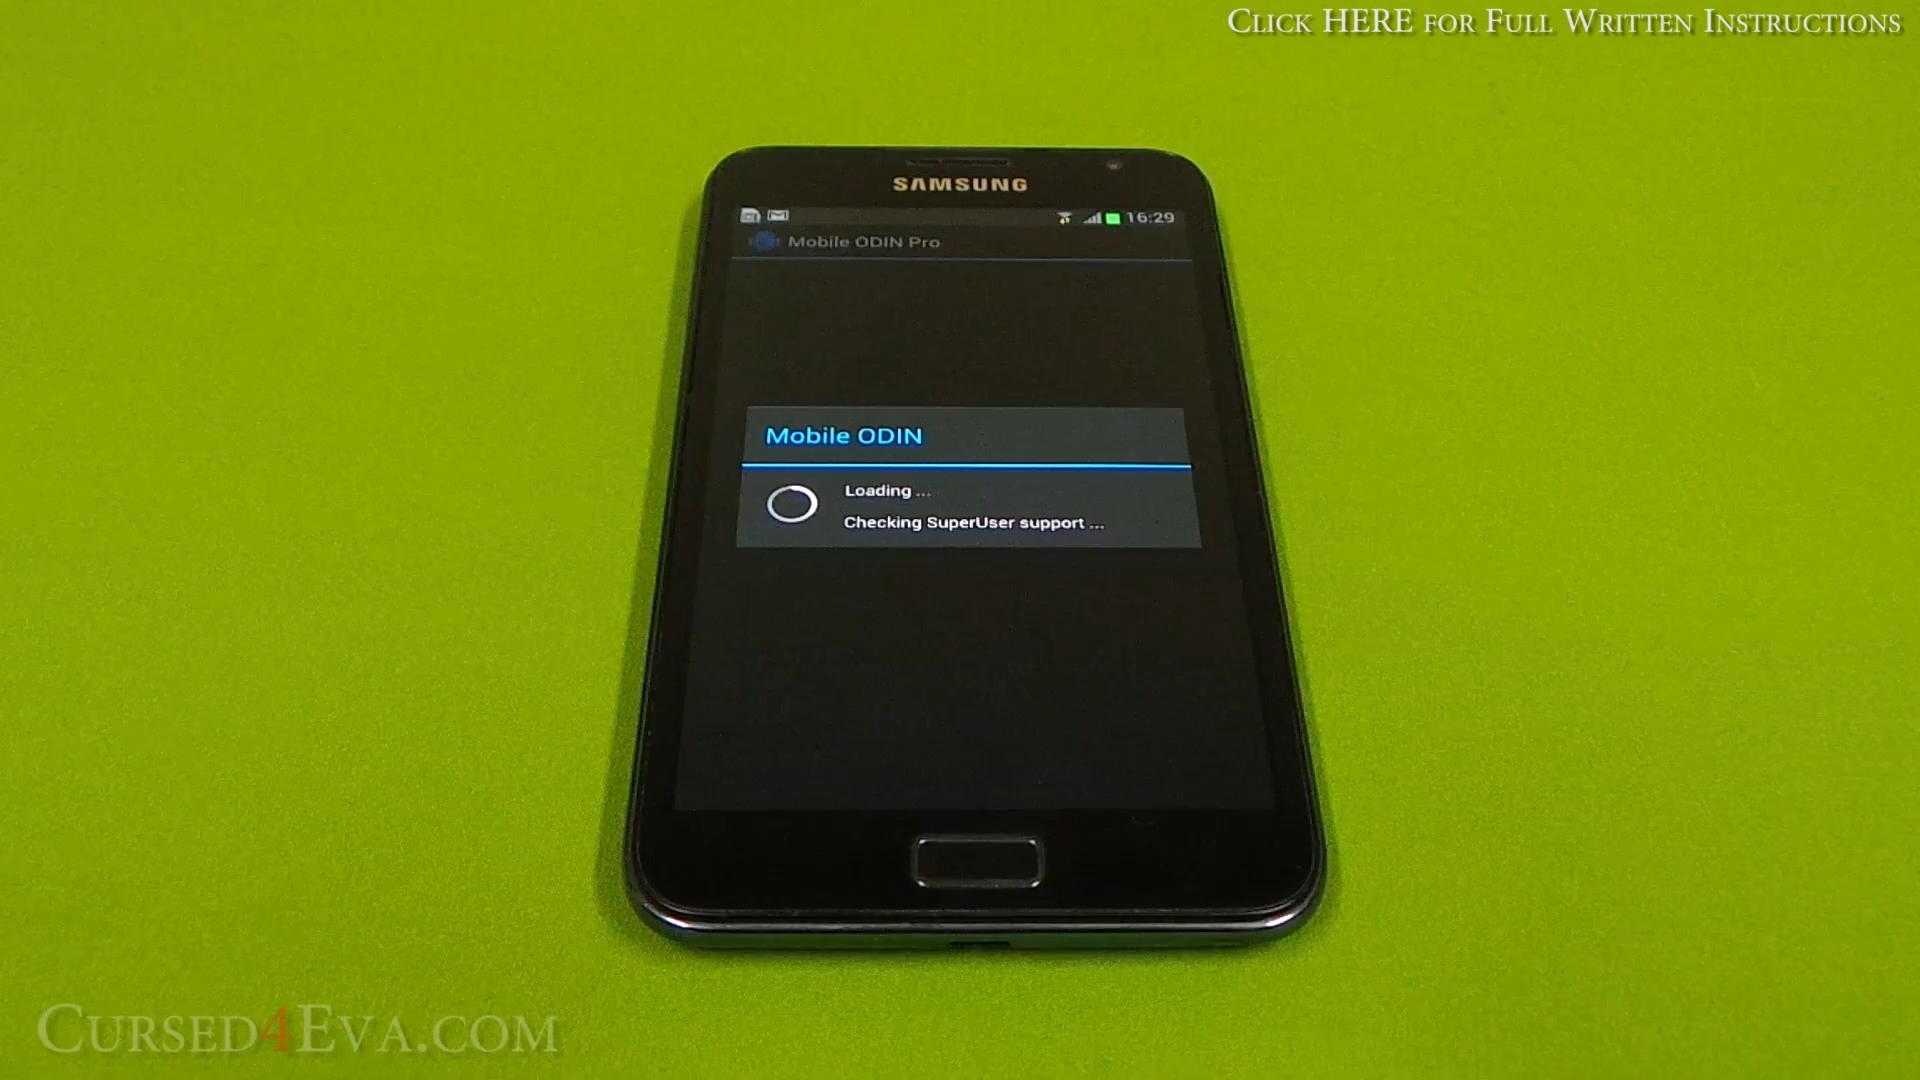 Click HERE for Full Written Instructions
SAMSUNG
16:29
Mobile ODIN Pro
Mobile ODIN
Loading ...
Checking SuperUser support ...
Cursed4Eva.com